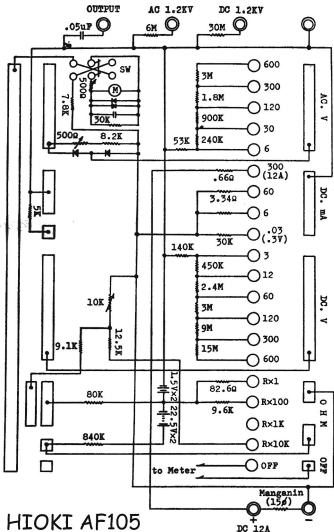 OUTPUT AC 1.2KV DC 1.2KV
.05uF 6M 30M
SW
500Ω
M
7.8K
30K
500Ω 8.2K
600
3M
300
1.8M
120
900K
30
240K
53K
6
AC. V
300
(12A)
.66Ω
60
3.34Ω
6
30K
.03
(.3V)
DC. mA
5K
140K
3
450K
12
2.4M
60
3M
120
9M
300
15M
600
DC. V
10K
12.5K
9.1K
1.5V×2
22.5V×2
80K
840K
R×1
82.6Ω
R×100
9.6K
R×1K
R×10K
OHM
to Meter OFF
OFF
Manganin
(15ø)
+ −
DC 12A
HIOKI AF105